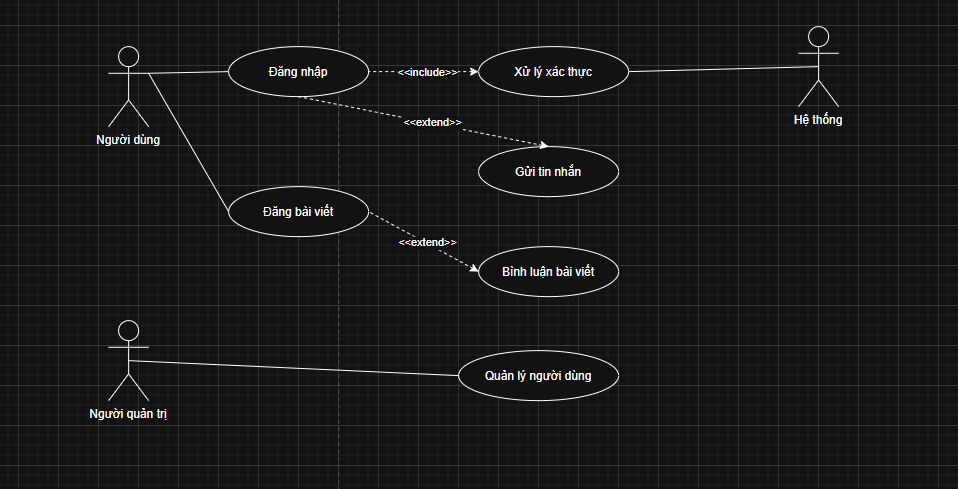 Đăng nhập
<<include>>
Xử lý xác thực
Hệ thống
Người dùng
<<extend>>
Gửi tin nhắn
Đăng bài viết
<<extend>>
Bình luận bài viết
Quản lý người dùng
Người quản trị